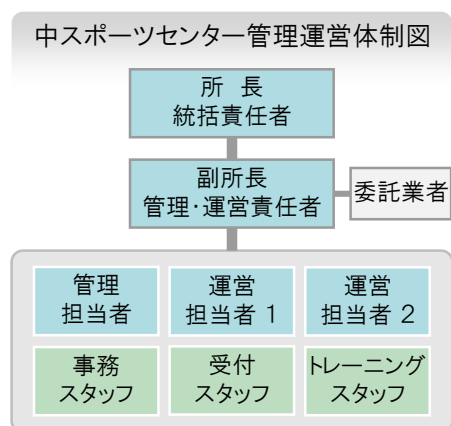 中スポーツセンター管理運営体制図
所 長
統括責任者
副所長
管理・運営責任者
委託業者
管理
担当者
運営
担当者 1
運営
担当者 2
事務
スタッフ
受付
スタッフ
トレーニング
スタッフ